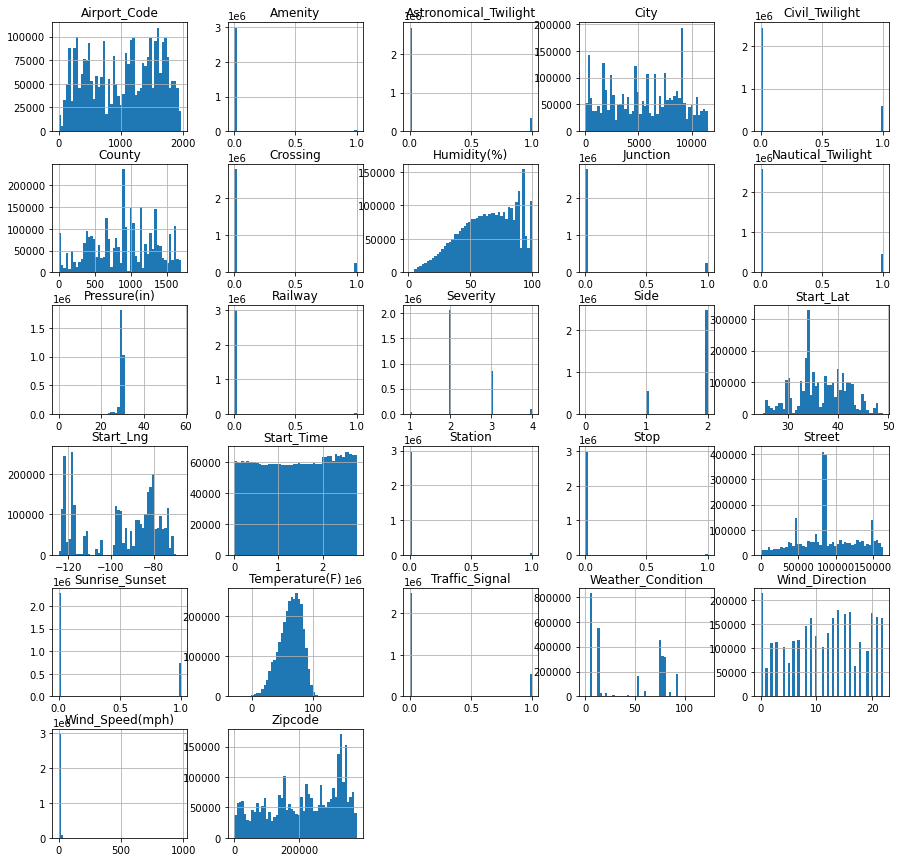 Airport_Code Amenity Astronomical_Twilight City Civil_Twilight
1e6 1e6 1e6
100000 75000 50000 25000 0
3 2 1 0
2.5 2.0 1.5 1.0 0.5 0.0
200000 150000 100000 50000 0
2 1 0
0 1000 2000
0.0 0.5 1.0
0.0 0.5 1.0
0 5000 10000
0.0 0.5 1.0
County Crossing Humidity(%) Junction Nautical_Twilight
1e6 1e6 1e6
200000 150000 100000 50000 0
2 1 0
150000 100000 50000 0
2 1 0
2 1 0
0 500 1000 1500
0.0 0.5 1.0
0 25 50 75 100
0.0 0.5 1.0
0.0 0.5 1.0
Pressure(in) Railway Severity Side Start_Lat
1e6 1e6 1e6 1e6
1.5 1.0 0.5 0.0
3 2 1 0
2.0 1.5 1.0 0.5 0.0
2 1 0
300000 200000 100000 0
0 20 40 60
0.0 0.5 1.0
1 2 3 4
0 1 2
30 40 50
Start_Lng Start_Time Station Stop Street
1e6 1e6
200000 100000 0
60000 40000 20000 0
3 2 1 0
3 2 1 0
400000 300000 200000 100000 0
−120 −100 −80
0 1 2
1e6
0.0 0.5 1.0
0.0 0.5 1.0
0 50000 100000 150000
Sunrise_Sunset Temperature(F) Traffic_Signal Weather_Condition Wind_Direction
1e6 1e6
2.0 1.5 1.0 0.5 0.0
200000 100000 0
2 1 0
800000 600000 400000 200000 0
200000 150000 100000 50000 0
0.0 0.5 1.0
0 100
0.0 0.5 1.0
0 50 100
0 10 20
Wind_Speed(mph) Zipcode
1e6
3 2 1 0
150000 100000 50000 0
0 500 1000
0 200000